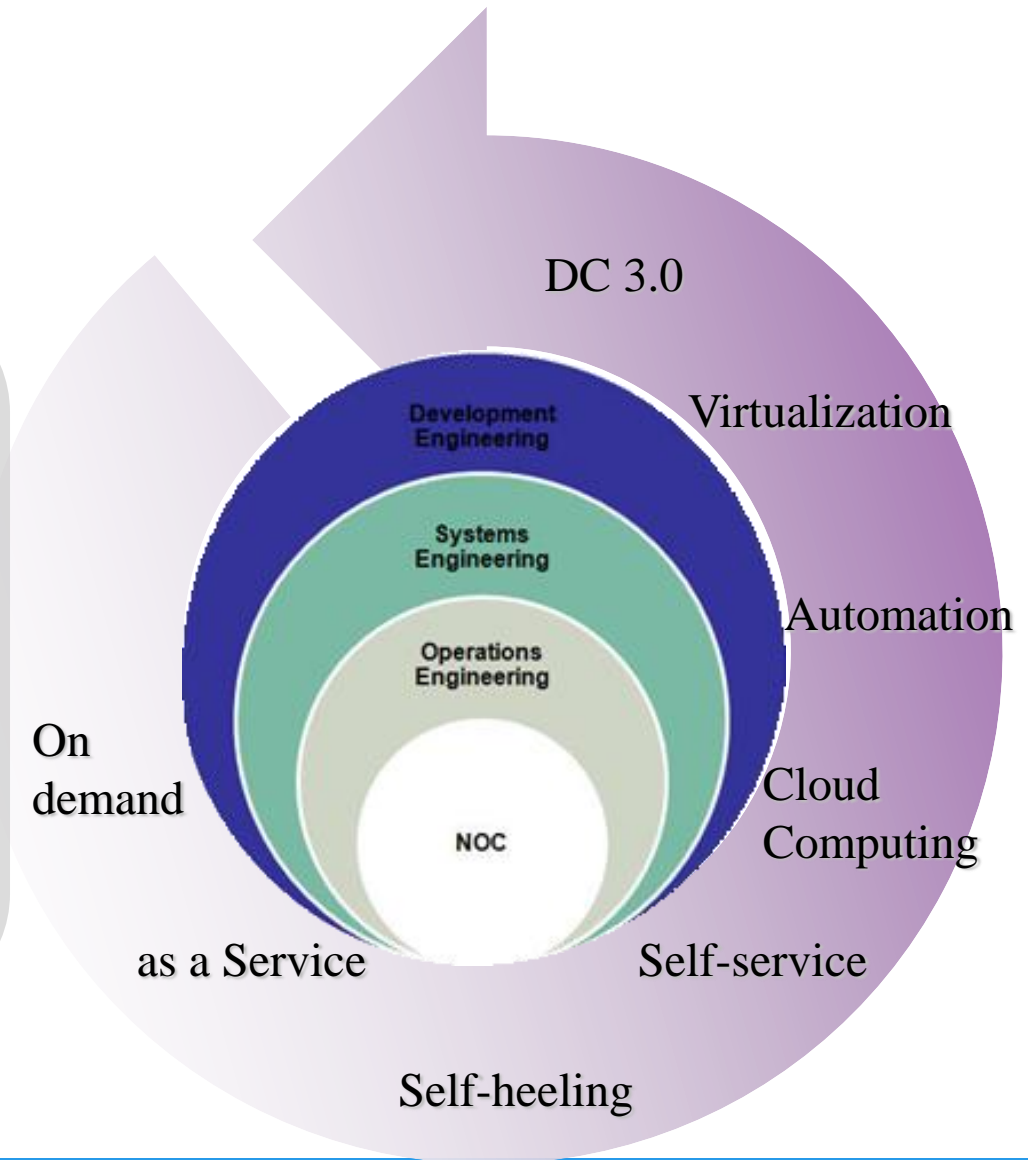 DC 3.0
Virtualization
Automation
Cloud
Computing
Self-service
Self-heeling
as a Service
On
demand
Development
Engineering
Systems
Engineering
Operations
Engineering
NOC